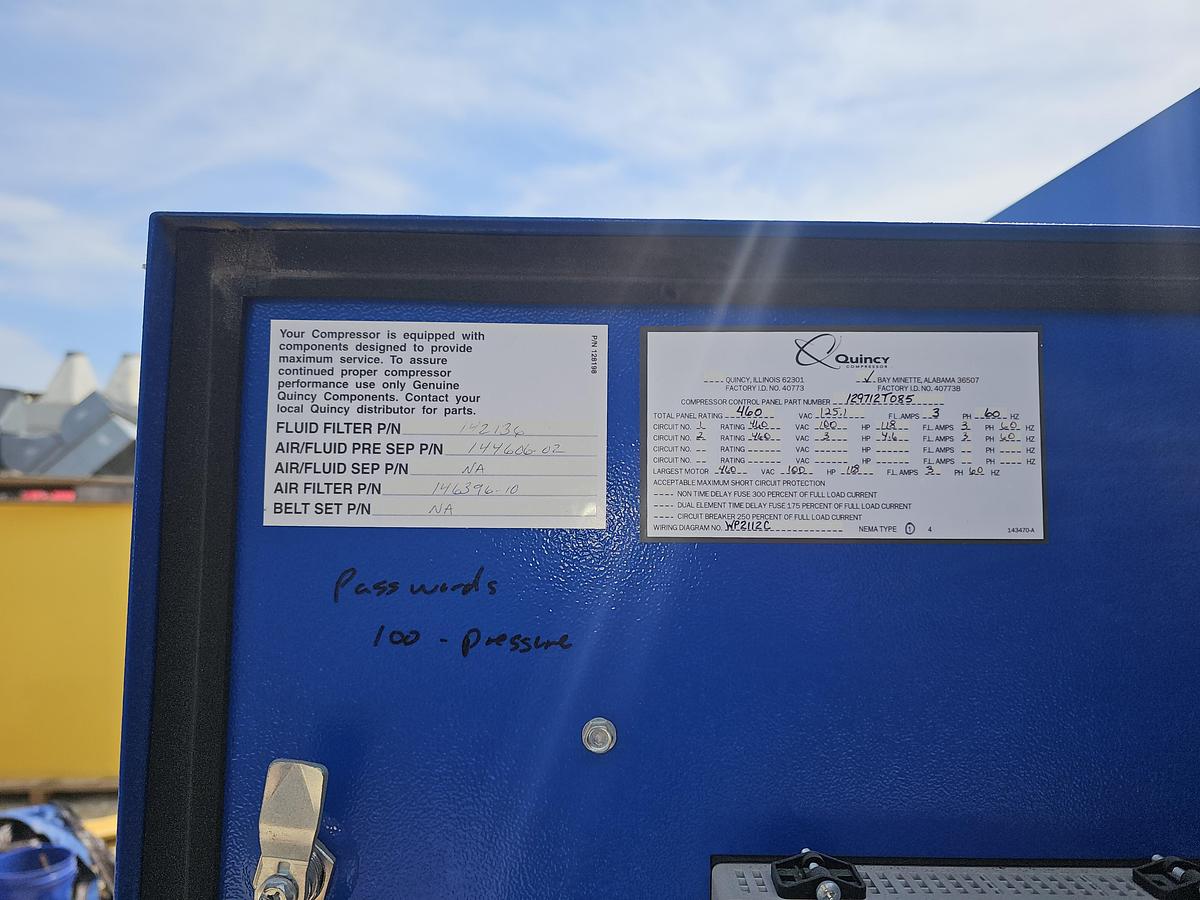 Your Compressor is equipped with
components designed to provide
maximum service. To assure
continued proper compressor
performance use only Genuine
Quincy Components. Contact your
local Quincy distributor for parts.
P/N 128198
FLUID FILTER P/N 142136
AIR/FLUID PRE SEP P/N 144606-02
AIR/FLUID SEP P/N NA
AIR FILTER P/N 146396-10
BELT SET P/N NA
Quincy
COMPRESSOR
QUINCY, ILLINOIS 62301 ✓ BAY MINETTE, ALABAMA 36507
FACTORY I.D. NO. 40773 FACTORY I.D. NO. 40773B
COMPRESSOR CONTROL PANEL PART NUMBER 129712T085
TOTAL PANEL RATING 460 VAC 125.1 F.L. AMPS 3 PH 60 HZ
CIRCUIT NO. 1 RATING 460 VAC 100 HP 118 F.L. AMPS 3 PH 60 HZ
CIRCUIT NO. 2 RATING 460 VAC 3 HP 4.6 F.L. AMPS 3 PH 60 HZ
CIRCUIT NO. RATING VAC HP F.L. AMPS PH HZ
CIRCUIT NO. RATING VAC HP F.L. AMPS PH HZ
LARGEST MOTOR 460 VAC 100 HP 118 F.L. AMPS 3 PH 60 HZ
ACCEPTABLE MAXIMUM SHORT CIRCUIT PROTECTION
NON TIME DELAY FUSE 300 PERCENT OF FULL LOAD CURRENT
DUAL ELEMENT TIME DELAY FUSE 175 PERCENT OF FULL LOAD CURRENT
CIRCUIT BREAKER 250 PERCENT OF FULL LOAD CURRENT
WIRING DIAGRAM NO. WP2112C NEMA TYPE 1 4 143470-A
Passwords
100 - pressure